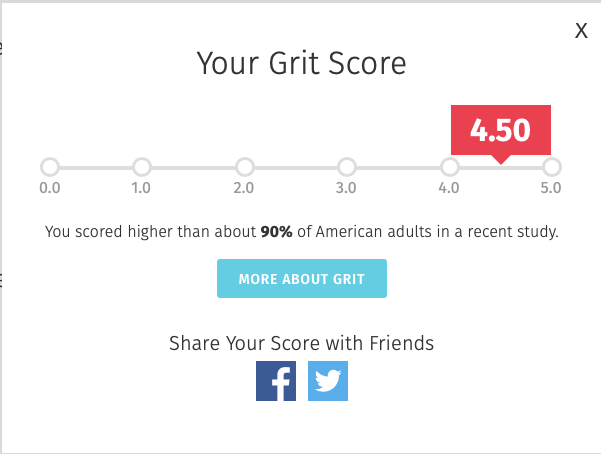 X
Your Grit Score
4.50
0.0 1.0 2.0 3.0 4.0 5.0
You scored higher than about 90% of American adults in a recent study.
MORE ABOUT GRIT
Share Your Score with Friends